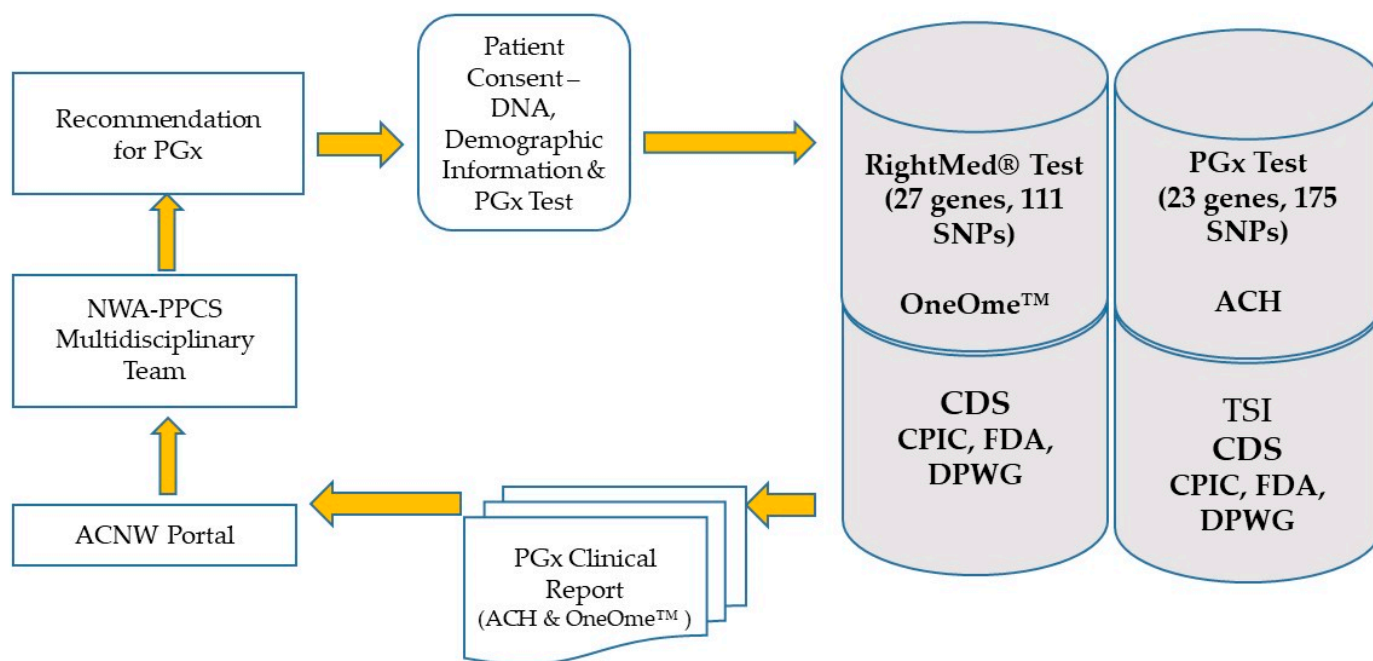 Recommendation
for PGx
Patient
Consent –
DNA,
Demographic
Information &
PGx Test
RightMed® Test
(27 genes, 111
SNPs)
OneOme™
PGx Test
(23 genes, 175
SNPs)
ACH
CDS
CPIC, FDA,
DPWG
TSI
CDS
CPIC, FDA,
DPWG
PGx Clinical
Report
(ACH & OneOme™ )
ACNW Portal
NWA-PPCS
Multidisciplinary
Team